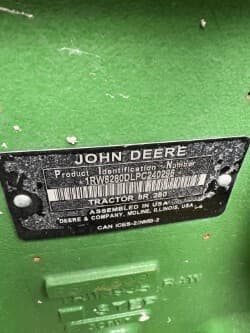 JOHN DEERE
Product Identification Number
*1RW8280DLPC240296
TRACTOR 8R 280
ASSEMBLED IN USA
DEERE & COMPANY, MOLINE, ILLINOIS, USA
CAN ICES-2/NMB-2